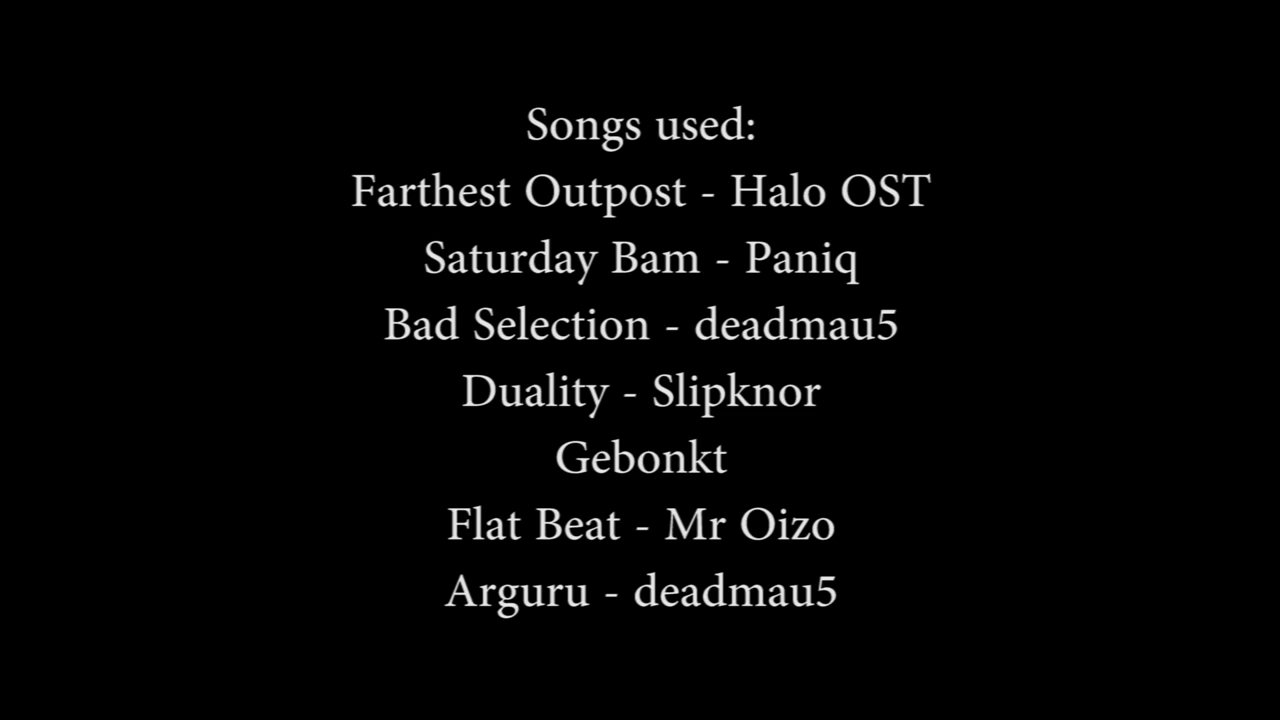 Songs used:
Farthest Outpost - Halo OST
Saturday Bam - Paniq
Bad Selection - deadmau5
Duality - Slipknor
Gebonkt
Flat Beat - Mr Oizo
Arguru - deadmau5